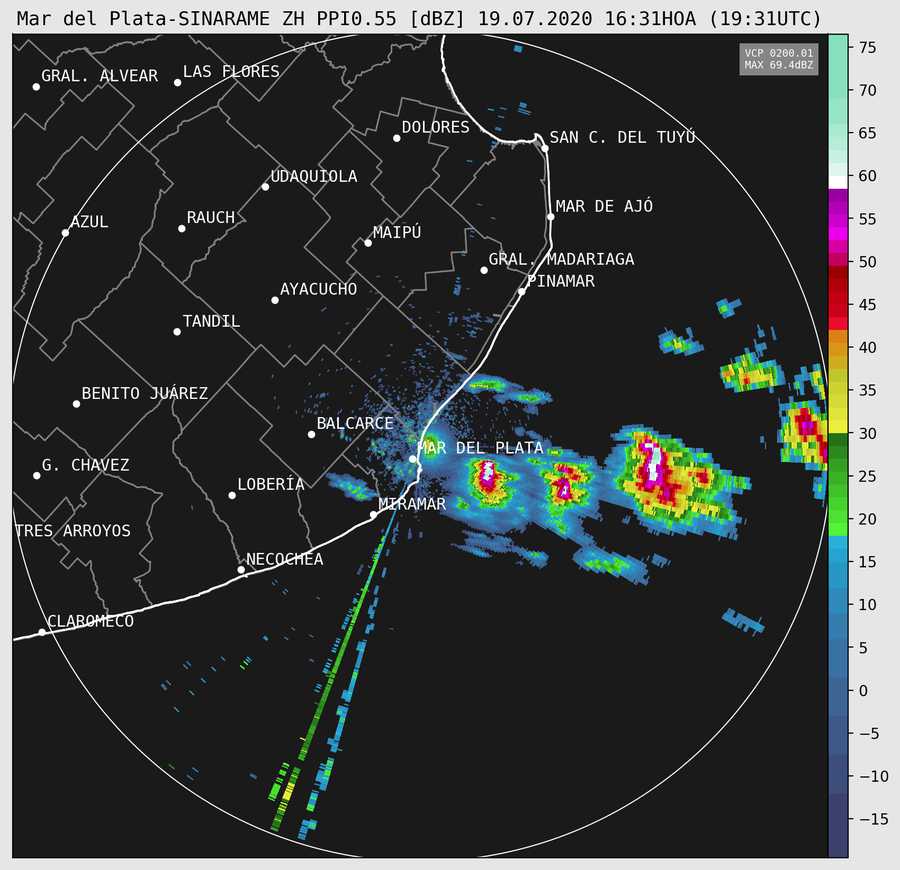 Mar del Plata-SINARAME ZH PPI0.55 [dBZ] 19.07.2020 16:31HOA (19:31UTC)
VCP 0200.01
MAX 69.4dBZ
75
GRAL. ALVEAR
LAS FLORES
70
DOLORES
SAN C. DEL TUYÚ
65
UDAQUIOLA
60
MAR DE AJÓ
AZUL
RAUCH
MAIPÚ
55
GRAL. MADARIAGA
50
PINAMAR
AYACUCHO
45
TANDIL
40
BENITO JUÁREZ
35
BALCARCE
30
MAR DEL PLATA
G. CHAVEZ
25
LOBERÍA
MIRAMAR
20
TRES ARROYOS
NECOCHEA
15
10
CLAROMECO
5
0
−5
−10
−15